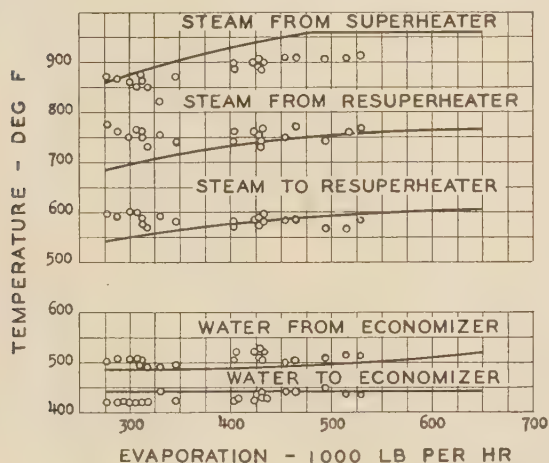 STEAM FROM SUPERHEATER
900
800
STEAM FROM RESUPERHEATER
700
STEAM TO RESUPERHEATER
600
500
TEMPERATURE - DEG F
600
WATER FROM ECONOMIZER
500
WATER TO ECONOMIZER
400
300 400 500 600 700
EVAPORATION - 1000 LB PER HR